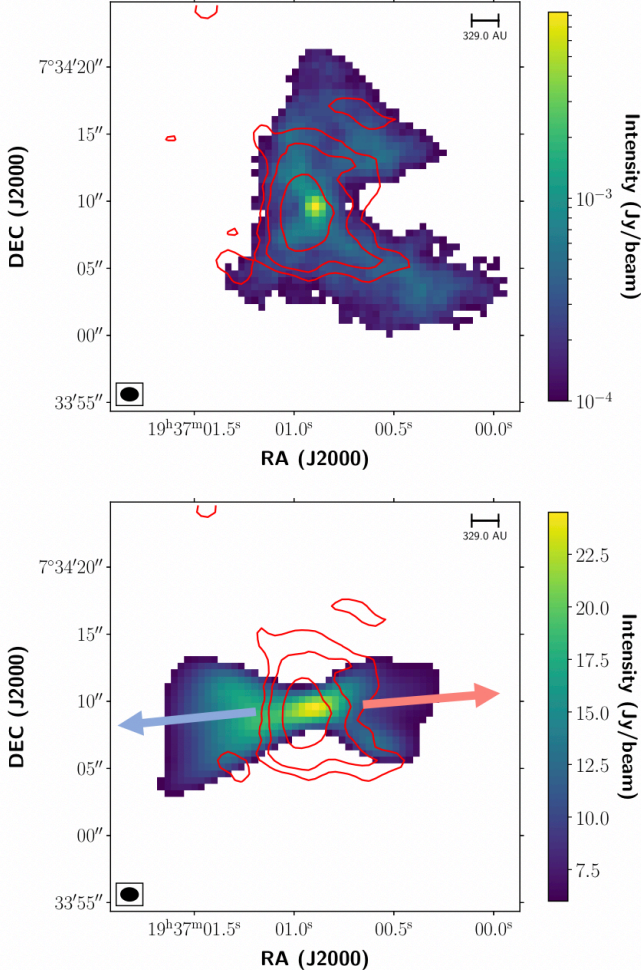 329.0 AU
7°34′20″
15″
10″
05″
00″
33′55″
DEC (J2000)
19ʰ37ᵐ01.5ˢ 01.0ˢ 00.5ˢ 00.0ˢ
RA (J2000)
10⁻³
10⁻⁴
Intensity (Jy/beam)
329.0 AU
7°34′20″
15″
10″
05″
00″
33′55″
DEC (J2000)
19ʰ37ᵐ01.5ˢ 01.0ˢ 00.5ˢ 00.0ˢ
RA (J2000)
22.5
20.0
17.5
15.0
12.5
10.0
7.5
Intensity (Jy/beam)